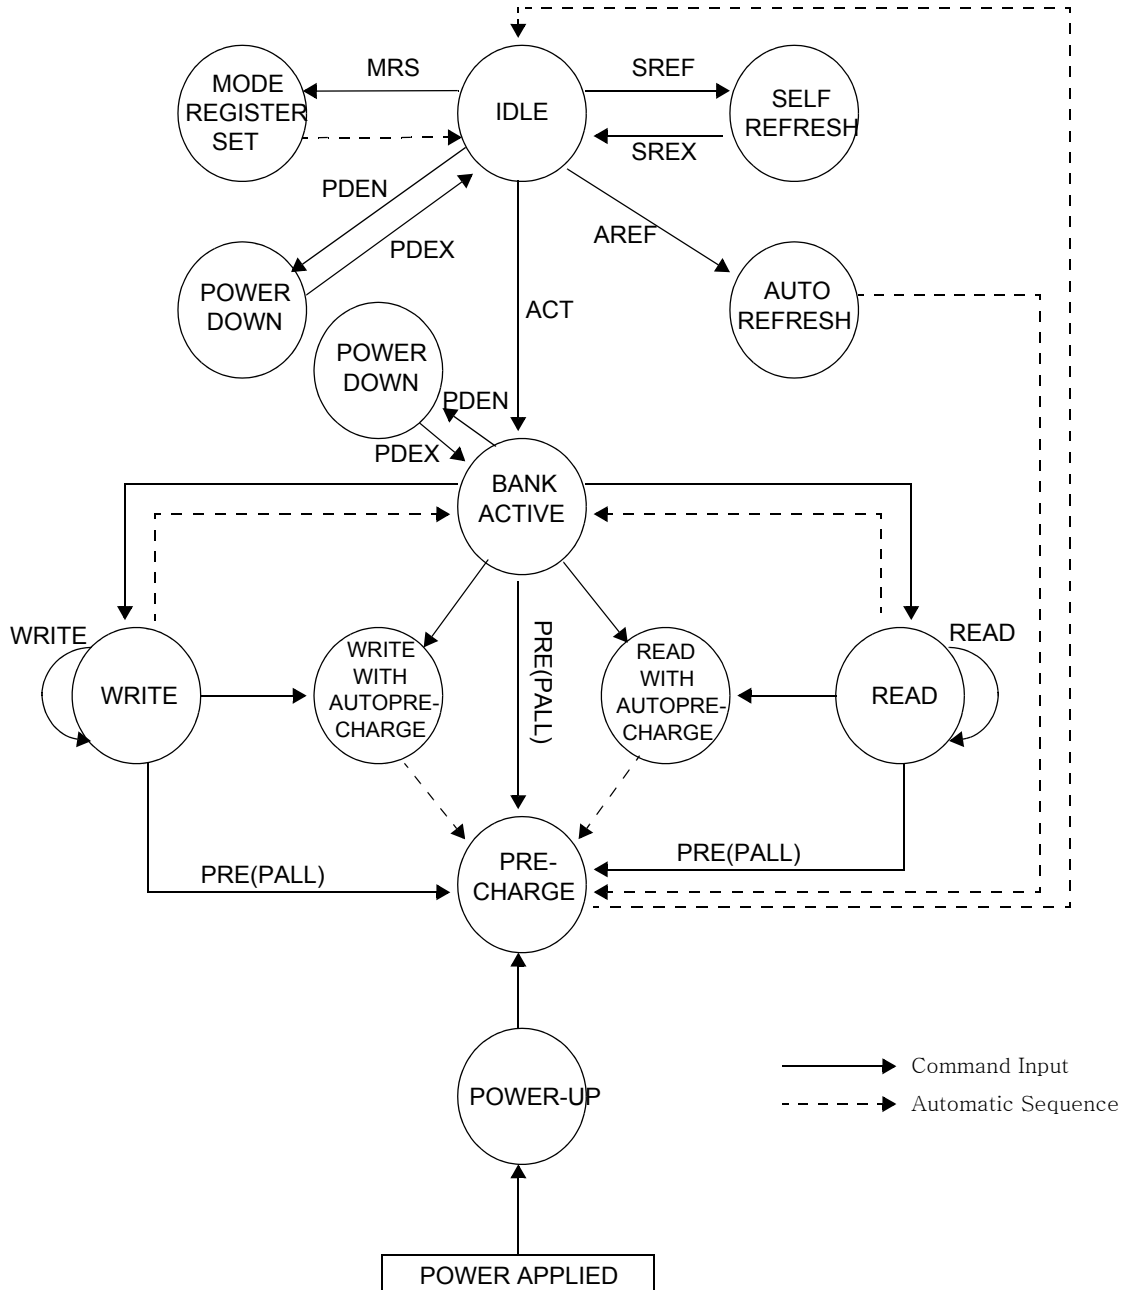 MRS
SREF
MODE
REGISTER
SET
IDLE
SELF
REFRESH
SREX
PDEN
PDEX
AREF
POWER
DOWN
ACT
AUTO
REFRESH
POWER
DOWN
PDEN
PDEX
BANK
ACTIVE
WRITE
READ
WRITE
WRITE
WITH
AUTOPRE-
CHARGE
PRE(PALL)
READ
WITH
AUTOPRE-
CHARGE
READ
PRE(PALL)
PRE(PALL)
PRE-
CHARGE
POWER-UP
Command Input
Automatic Sequence
POWER APPLIED